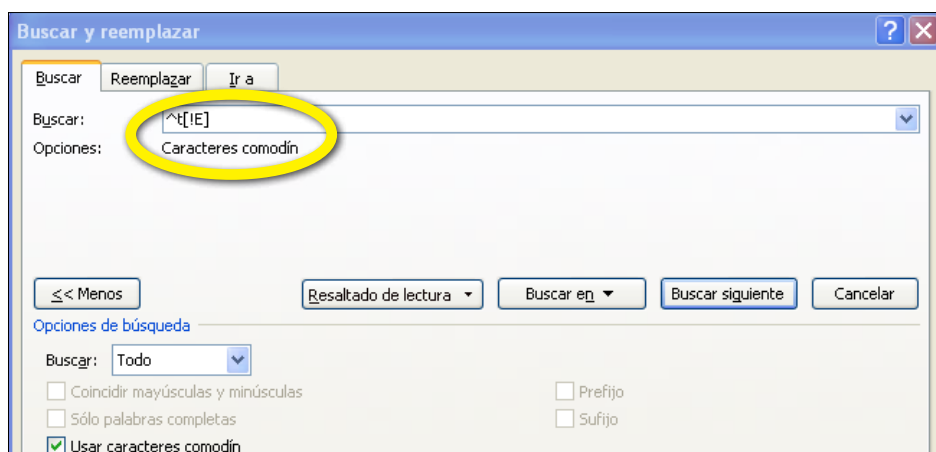 Buscar y reemplazar
Buscar Reemplazar Ir a
Buscar: ^t[!E]
Opciones: Caracteres comodín
<< Menos Resaltado de lectura Buscar en Buscar siguiente Cancelar
Opciones de búsqueda
Buscar: Todo
Coincidir mayúsculas y minúsculas Prefijo
Sólo palabras completas Sufijo
Usar caracteres comodín